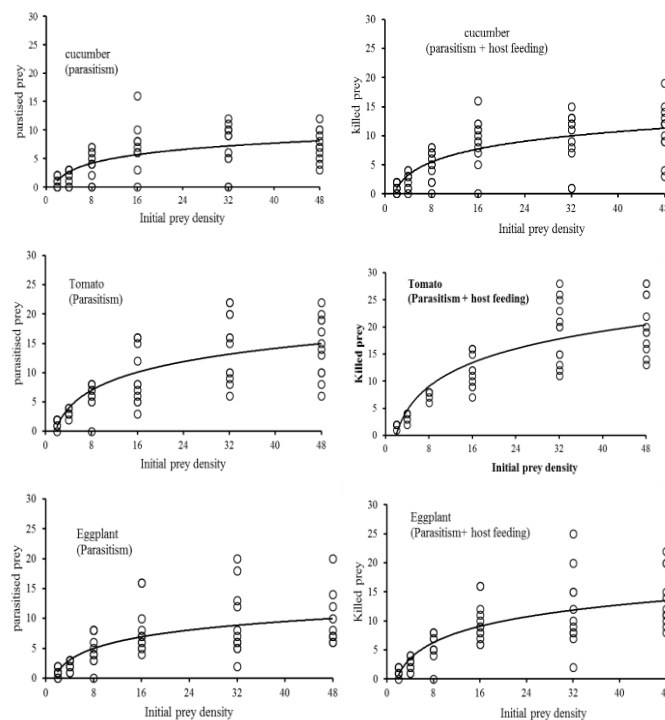 cucumber
(parasitism)
parstised prey
30
25
20
15
10
5
0
0 8 16 24 32 40 48
Initial prey density
cucumber
(parasitism + host feeding)
killed prey
30
25
20
15
10
5
0
0 8 16 24 32 40 48
Initial prey density
Tomato
(Parasitism)
parasitised prey
30
25
20
15
10
5
0
0 8 16 24 32 40 48
Initial prey density
Tomato
(Parasitism + host feeding)
Killed prey
30
25
20
15
10
5
0
0 8 16 24 32 40 48
Initial prey density
Eggplant
(Parasitism)
parasitised prey
30
25
20
15
10
5
0
0 8 16 24 32 40 48
Initial prey density
Eggplant
(Parasitism+ host feeding)
Killed prey
30
25
20
15
10
5
0
0 8 16 24 32 40
Initial prey density